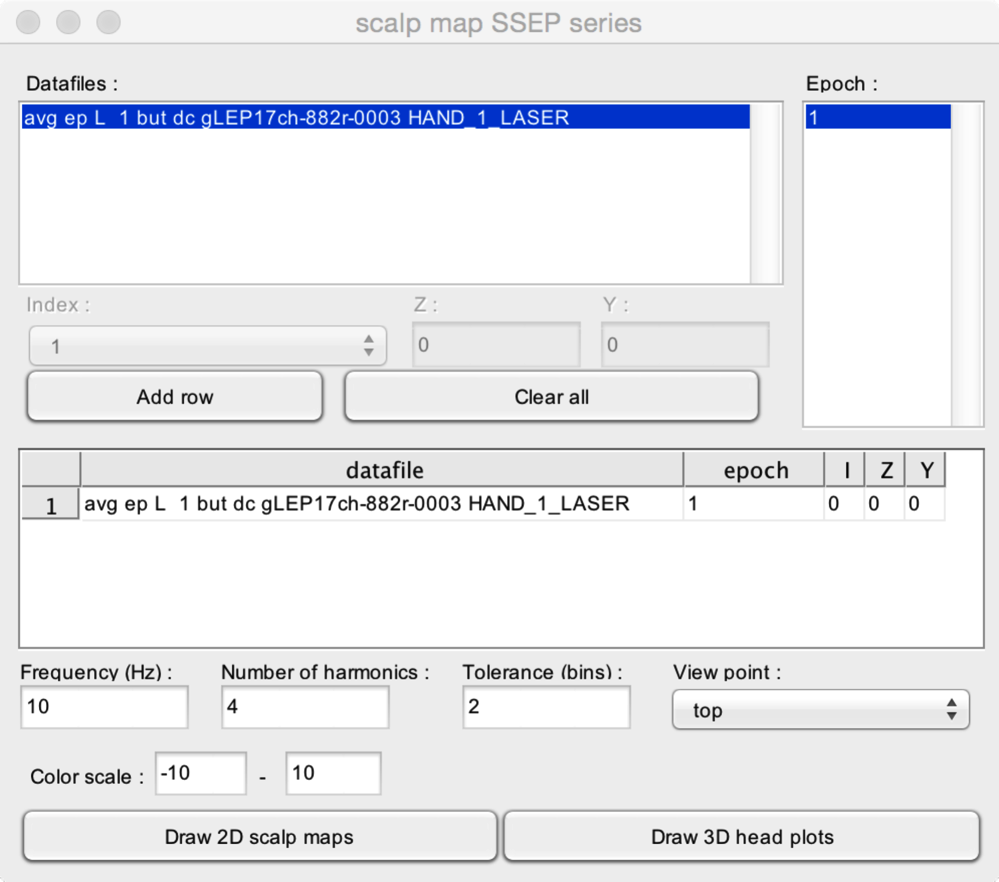 scalp map SSEP series
Datafiles :
Epoch :
avg ep L  1 but dc gLEP17ch-882r-0003 HAND_1_LASER
1
Index :
Z :
Y :
1
0
0
Add row
Clear all
datafile epoch I Z Y
1 avg ep L  1 but dc gLEP17ch-882r-0003 HAND_1_LASER 1 0 0 0
Frequency (Hz) :
Number of harmonics :
Tolerance (bins) :
View point :
10
4
2
top
Color scale : -10 - 10
Draw 2D scalp maps
Draw 3D head plots